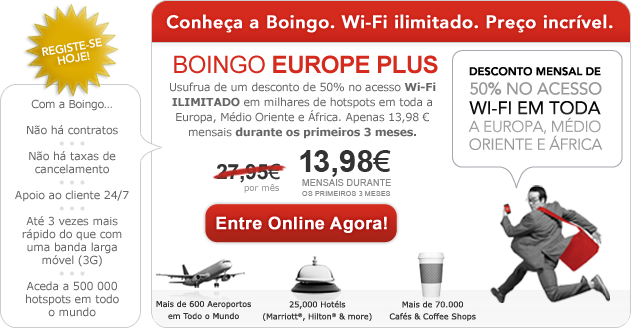 REGISTE-SE
HOJE!
Com a Boingo...
Não há contratos
Não há taxas de
cancelamento
Apoio ao cliente 24/7
Até 3 vezes mais
rápido do que com
uma banda larga
móvel (3G)
Aceda a 500 000
hotspots em todo
o mundo
Conheça a Boingo. Wi-Fi ilimitado. Preço incrível.
BOINGO EUROPE PLUS
Usufrua de um desconto de 50% no acesso Wi-Fi
ILIMITADO em milhares de hotspots em toda a
Europa, Médio Oriente e África. Apenas 13,98 €
mensais durante os primeiros 3 meses.
27,95€
por mês
13,98€
MENSAIS DURANTE
OS PRIMEIROS 3 MESES
Entre Online Agora!
DESCONTO MENSAL DE
50% NO ACESSO
WI-FI EM TODA
A EUROPA, MÉDIO
ORIENTE E ÁFRICA
Mais de 600 Aeroportos
em Todo o Mundo
25,000 Hotéis
(Marriott®, Hilton® & more)
Mais de 70.000
Cafés & Coffee Shops